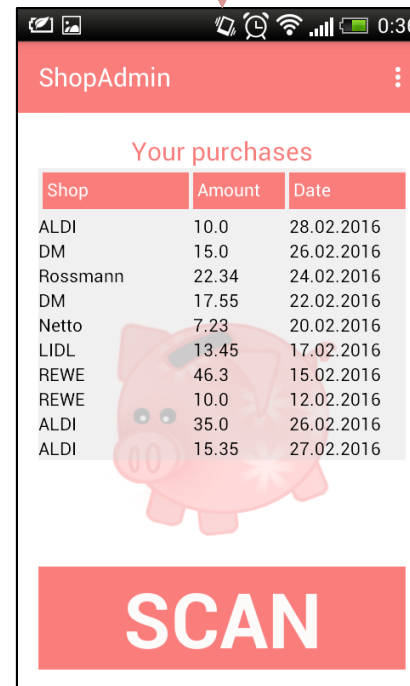 0:36
ShopAdmin
Your purchases
Shop Amount Date
ALDI 10.0 28.02.2016
DM 15.0 26.02.2016
Rossmann 22.34 24.02.2016
DM 17.55 22.02.2016
Netto 7.23 20.02.2016
LIDL 13.45 17.02.2016
REWE 46.3 15.02.2016
REWE 10.0 12.02.2016
ALDI 35.0 26.02.2016
ALDI 15.35 27.02.2016
SCAN